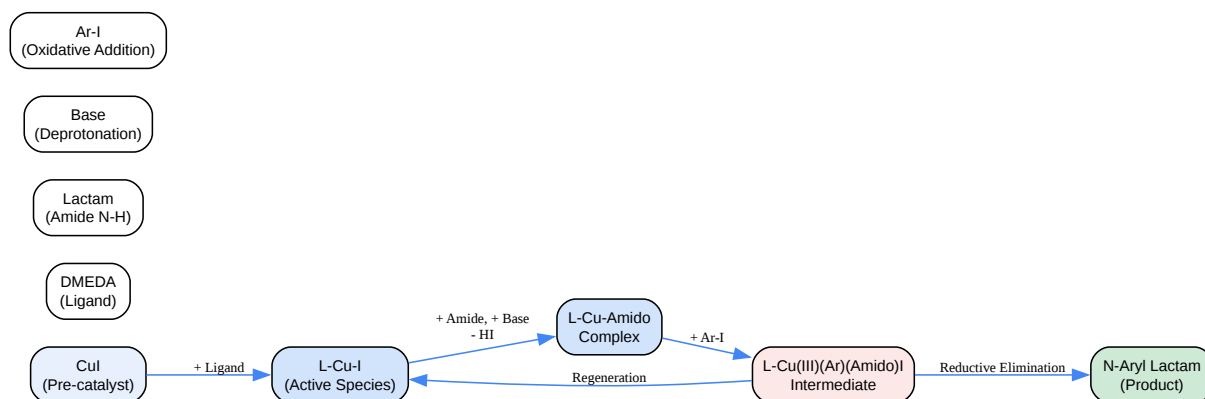 Ar-I
(Oxidative Addition)
Base
(Deprotonation)
Lactam
(Amide N-H)
DMEDA
(Ligand)
CuI
(Pre-catalyst)
+ Ligand
L-Cu-I
(Active Species)
+ Amide, + Base
- HI
L-Cu-Amido
Complex
+ Ar-I
Regeneration
L-Cu(III)(Ar)(Amido)I
Intermediate
Reductive Elimination
N-Aryl Lactam
(Product)